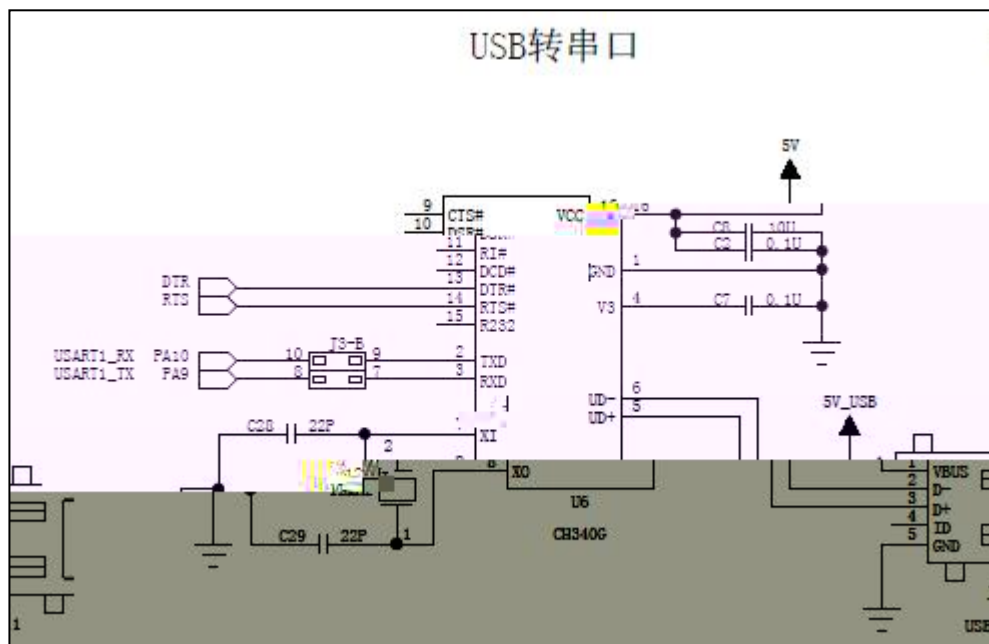 USB转串口
5V
9 CTS# VCC
10
C8 10U
11 RI# C2 0.1U
12 DCD# GND 1
DTR 13 DTR#
RTS 14 RTS# V3 4 C7 0.1U
15 R232
J3-B
USART1_RX PA10 10 9 2 TXD
USART1_TX PA9 8 7 3 RXD
UD- 6
UD+ 5
5V_USB
C28 22P XI
2
8 XO
1 VBUS
2 D-
3 D+
4 ID
5 GND
U6
C29 22P 1 CH340G
1 USB